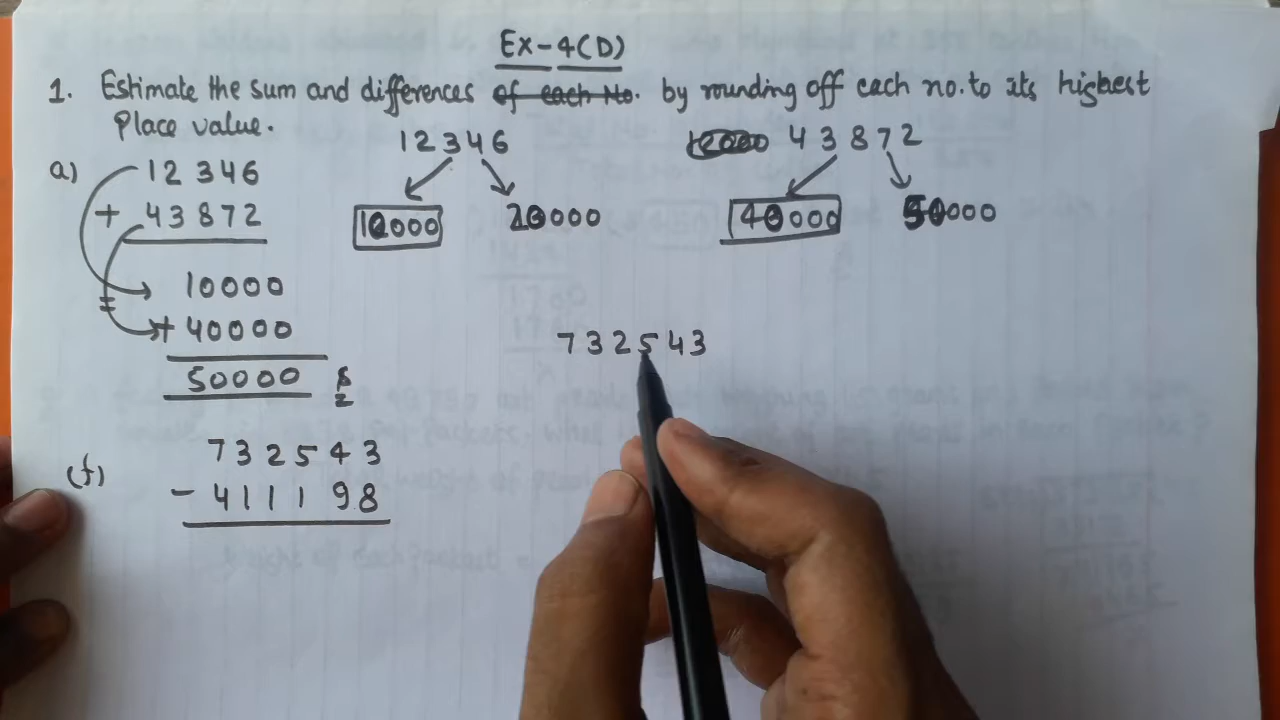 Ex-4(D)
1. Estimate the sum and differences of each No. by rounding off each no. to its highest
Place value.
12346 43872
a) 12346
+ 43872
10000 20000 40000 50000
10000
+ 40000
50000
732543
(f) 732543
- 411198